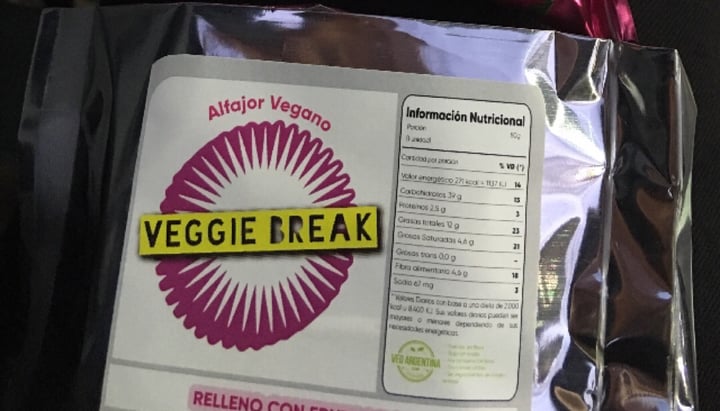 Alfajor Vegano
VEGGIE BREAK
RELLENO CON
Información Nutricional
Porción 60g
(1 unidad)
Cantidad por porción % VD (*)
Valor energético 271 kcal = 1137 KJ 14
Carbohidratos 39 g 13
Proteínas 2,5 g 3
Grasas totales 12 g 23
Grasas Saturadas 4,6 g 21
Grasas trans 0,0 g -
Fibra alimentaria 4,6 g 18
Sodio 67 mg 3
*Valores Diarios con base a una dieta de 2000
kcal u 8400 KJ. Sus valores diarios pueden ser
mayores o menores dependiendo de sus
necesidades energéticas.
VEG ARGENTINA